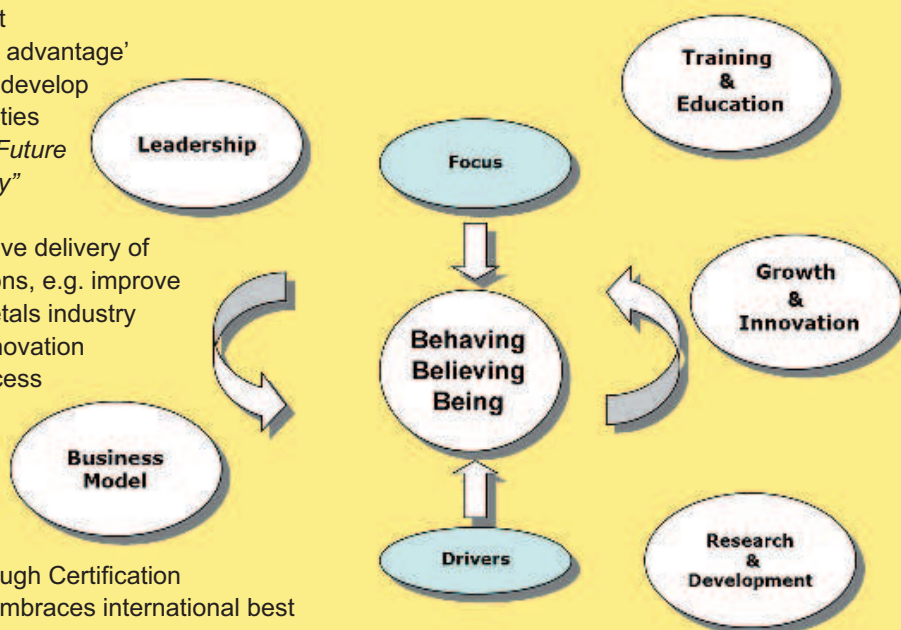 t
advantage’
develop
ties
Future
y”
ve delivery of
ons, e.g. improve
etals industry
novation
cess
ugh Certification
mbraces international best
Leadership
Business
Model
Focus
Behaving
Believing
Being
Drivers
Training
&
Education
Growth
&
Innovation
Research
&
Development